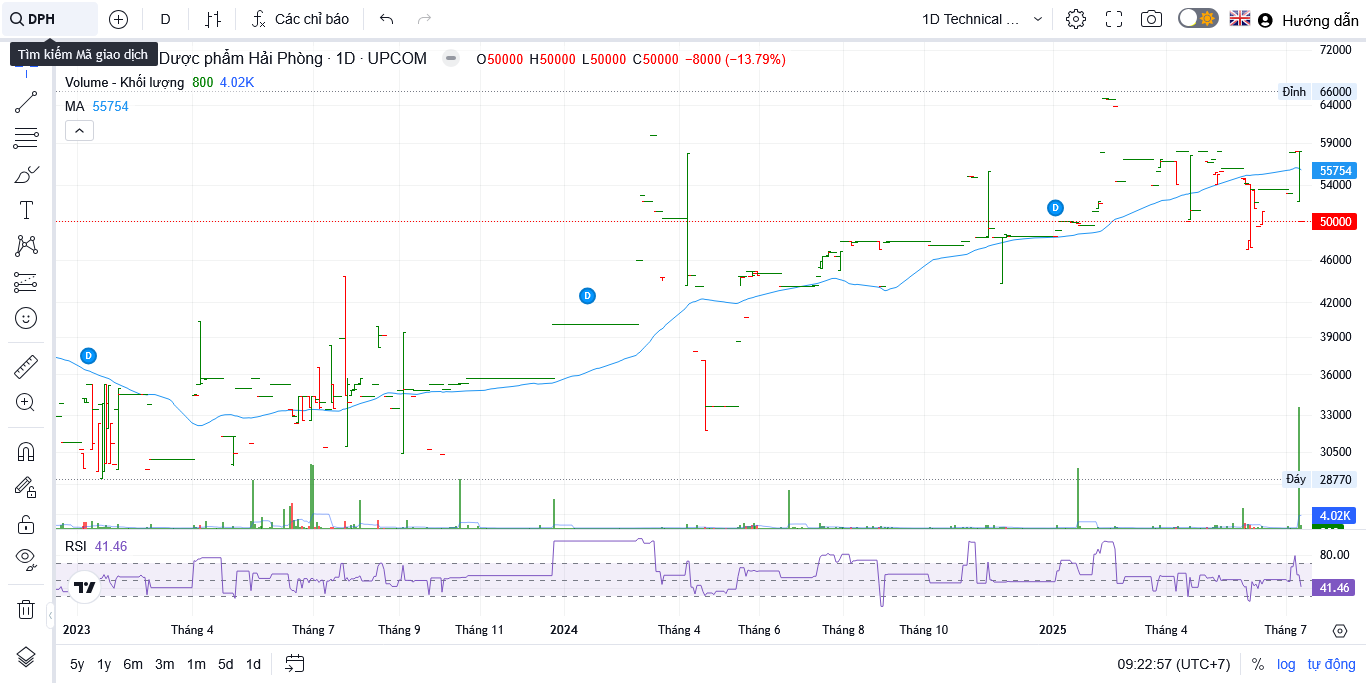 DPH
D
Các chỉ báo
1D Technical ...
Hướng dẫn
Tìm kiếm Mã giao dịch
Dược phẩm Hải Phòng · 1D · UPCOM
O50000 H50000 L50000 C50000 −8000 (−13.79%)
Volume - Khối lượng 800 4.02K
MA 55754
72000
Đỉnh 66000
64000
59000
55754
54000
D
50000
46000
D
42000
39000
D
36000
33000
30500
Đáy 28770
4.02K
RSI 41.46
80.00
41.46
2023 Tháng 4 Tháng 7 Tháng 9 Tháng 11 2024 Tháng 4 Tháng 6 Tháng 8 Tháng 10 2025 Tháng 4 Tháng 7
5y 1y 6m 3m 1m 5d 1d
09:22:57 (UTC+7) % log tự động